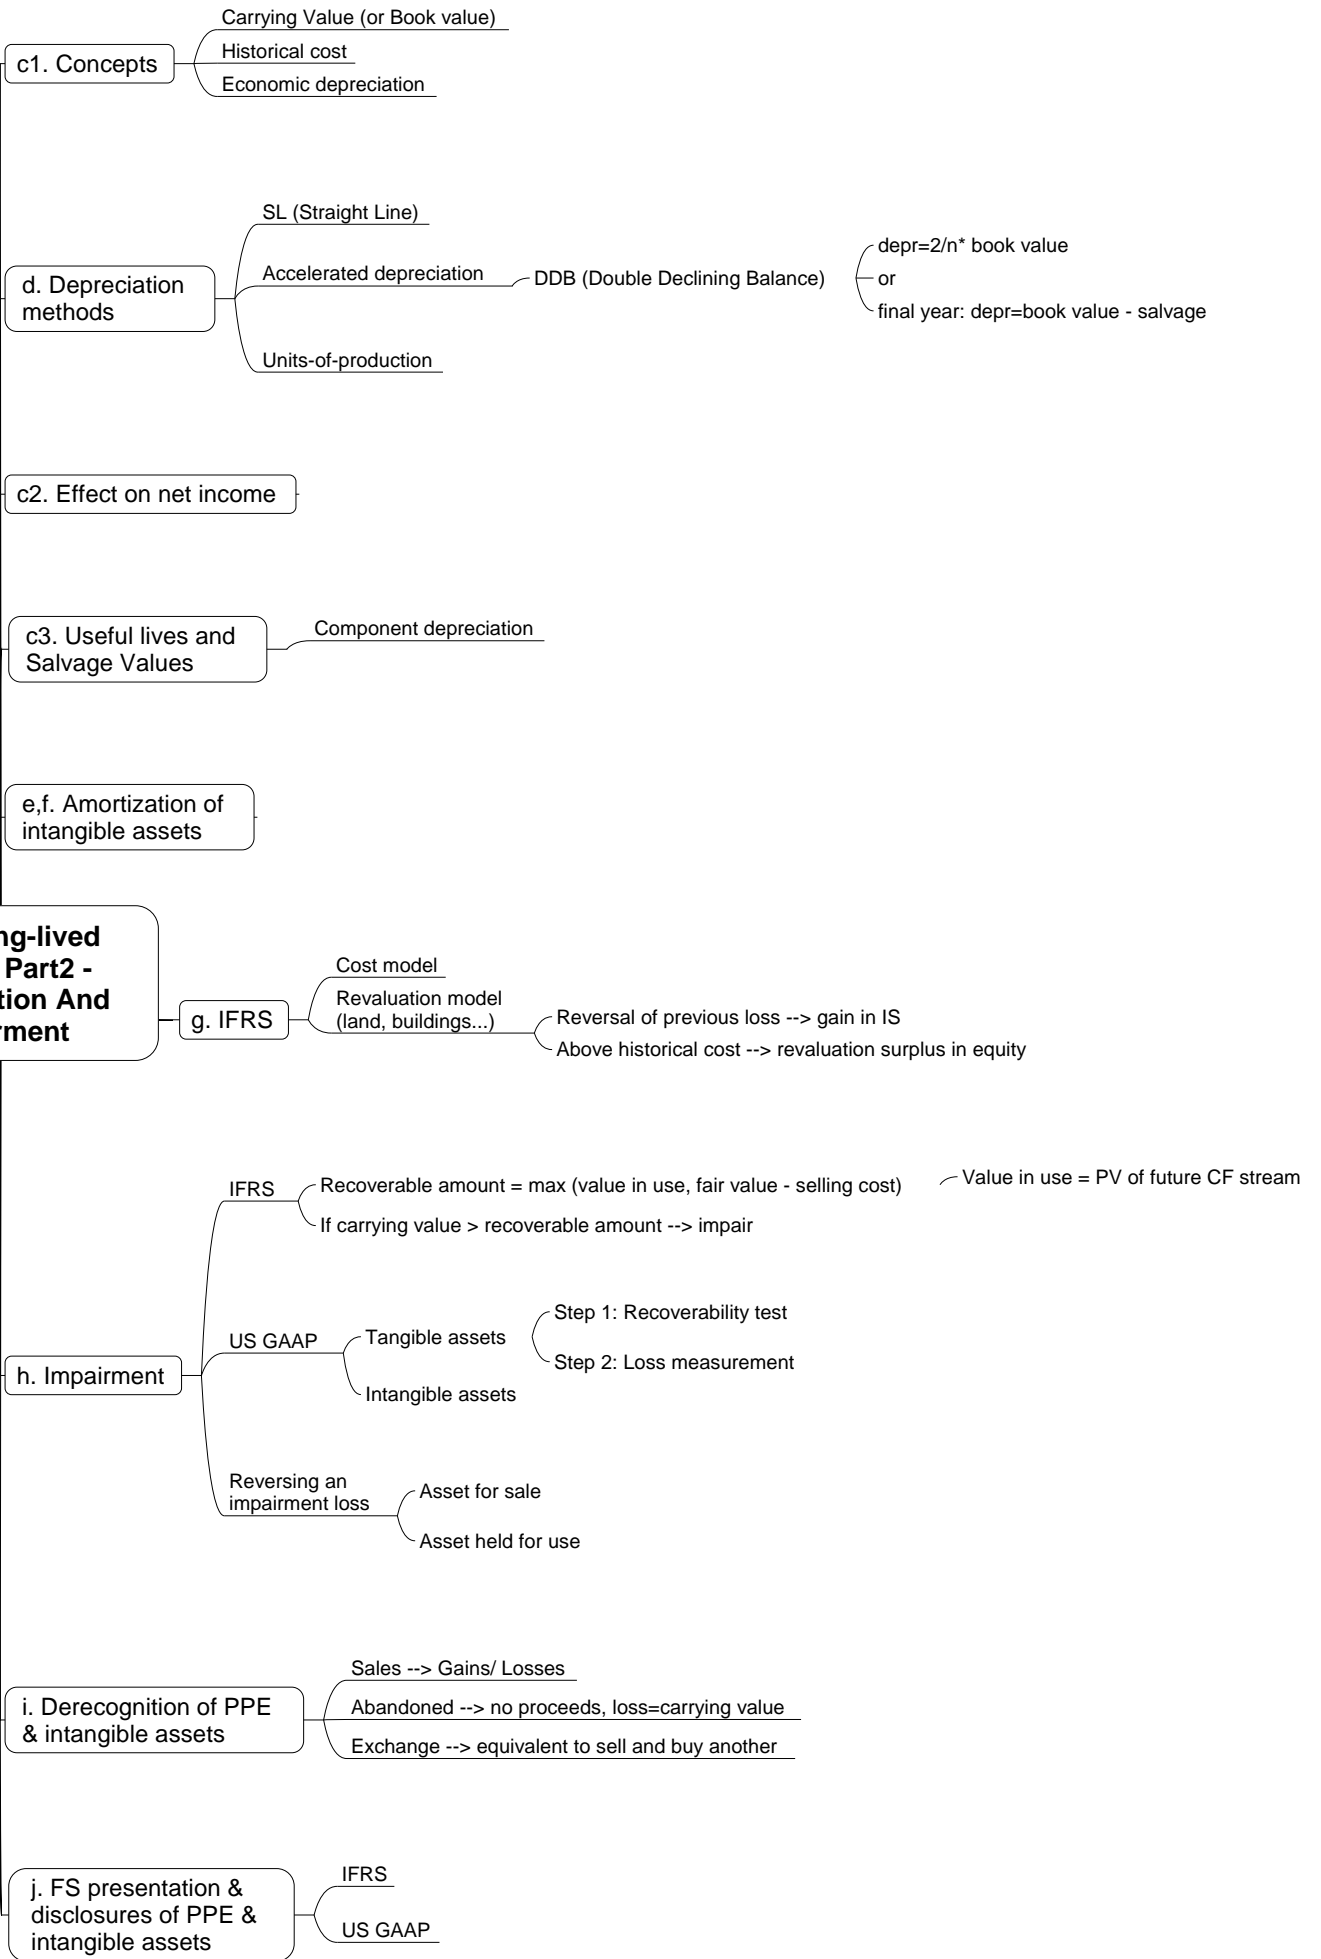 Carrying Value (or Book value)
c1. Concepts
Historical cost
Economic depreciation
SL (Straight Line)
d. Depreciation
methods
Accelerated depreciation
DDB (Double Declining Balance)
depr=2/n* book value
or
final year: depr=book value - salvage
Units-of-production
c2. Effect on net income
c3. Useful lives and
Salvage Values
Component depreciation
e,f. Amortization of
intangible assets
ng-lived
Part2 -
tion And
rment
g. IFRS
Cost model
Revaluation model
(land, buildings...)
Reversal of previous loss --> gain in IS
Above historical cost --> revaluation surplus in equity
h. Impairment
IFRS
Recoverable amount = max (value in use, fair value - selling cost)
Value in use = PV of future CF stream
If carrying value > recoverable amount --> impair
US GAAP
Tangible assets
Step 1: Recoverability test
Step 2: Loss measurement
Intangible assets
Reversing an
impairment loss
Asset for sale
Asset held for use
i. Derecognition of PPE
& intangible assets
Sales --> Gains/ Losses
Abandoned --> no proceeds, loss=carrying value
Exchange --> equivalent to sell and buy another
j. FS presentation &
disclosures of PPE &
intangible assets
IFRS
US GAAP